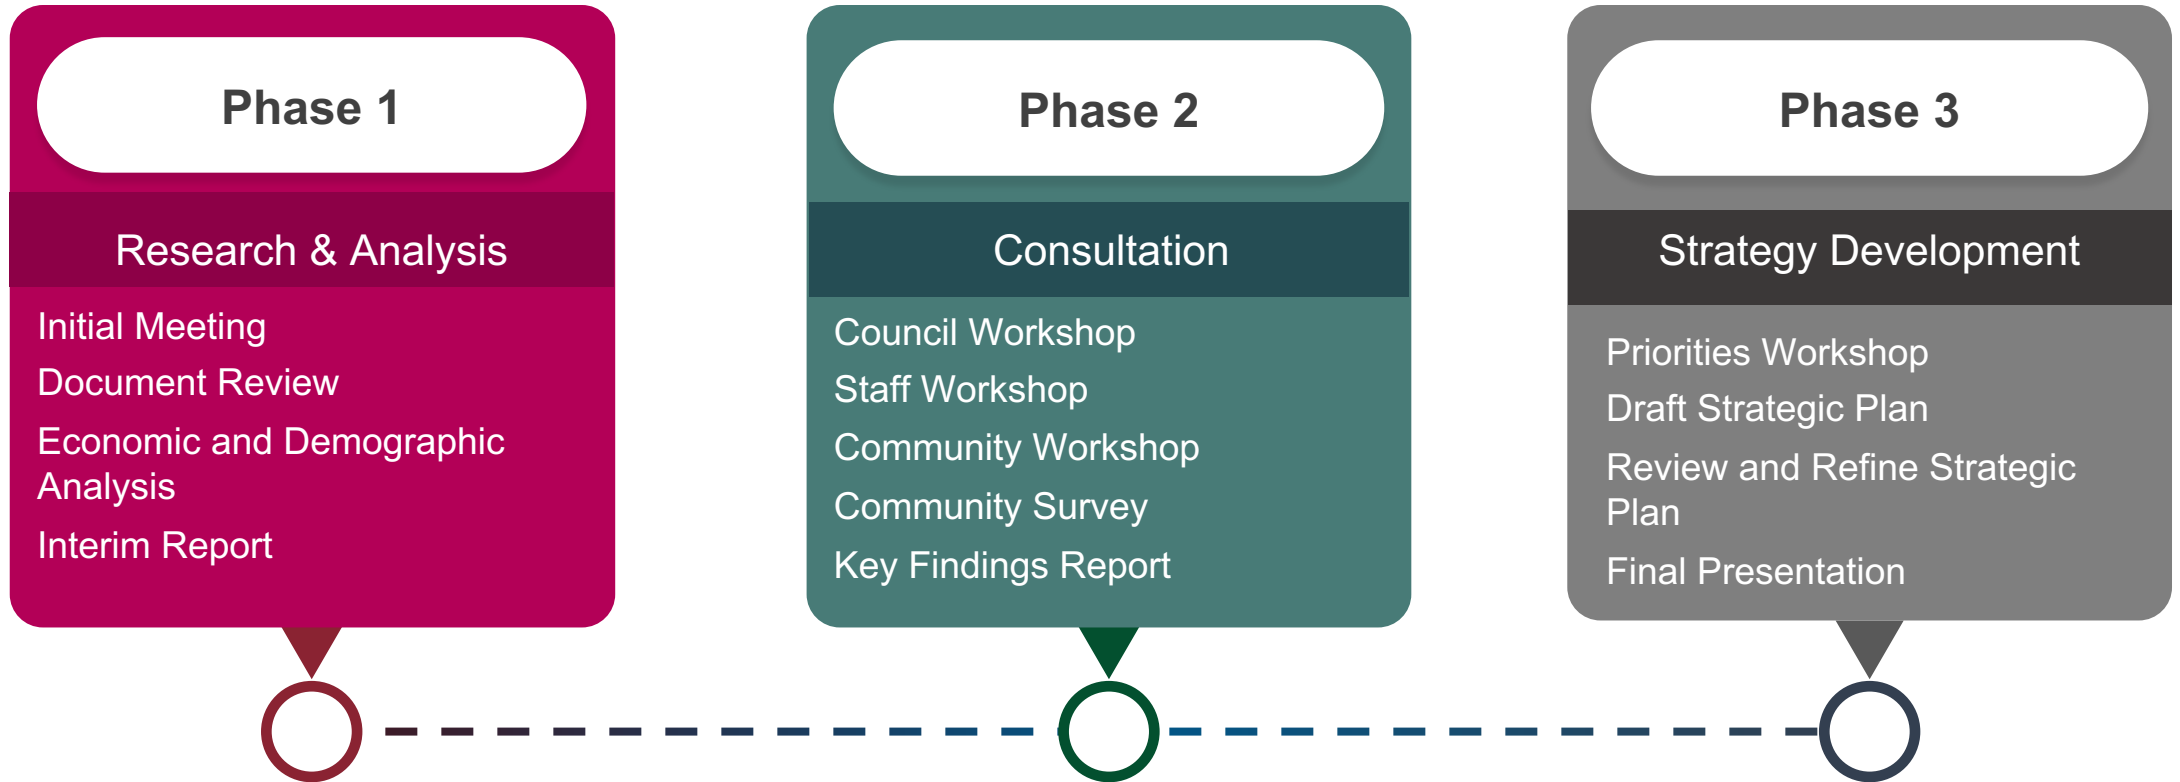 Phase 1
Research & Analysis
Initial Meeting
Document Review
Economic and Demographic
Analysis
Interim Report
Phase 2
Consultation
Council Workshop
Staff Workshop
Community Workshop
Community Survey
Key Findings Report
Phase 3
Strategy Development
Priorities Workshop
Draft Strategic Plan
Review and Refine Strategic
Plan
Final Presentation